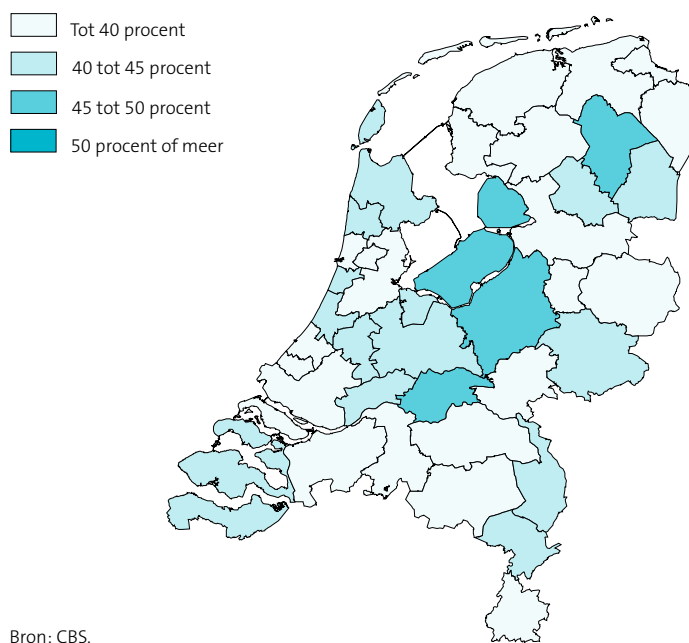 Tot 40 procent
40 tot 45 procent
45 tot 50 procent
50 procent of meer
Bron: CBS.